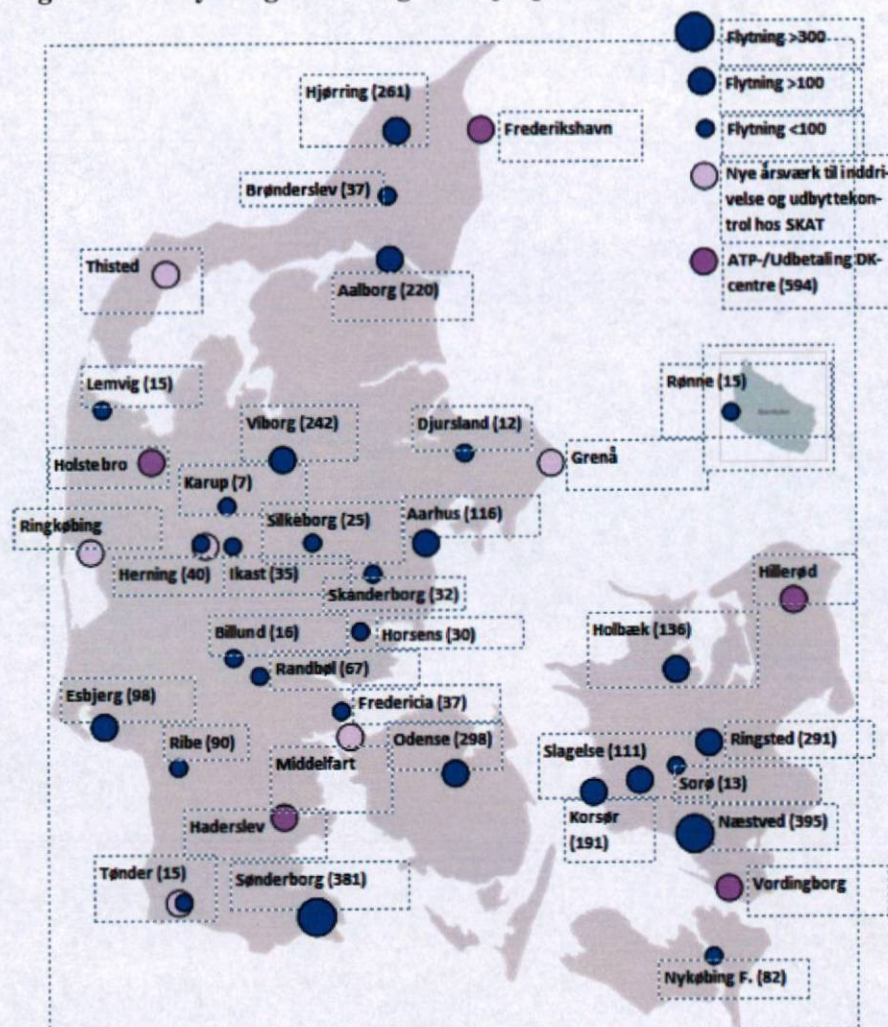 Flytning >300
Hjørring (261)
Flytning >100
Frederikshavn
Flytning <100
Nye årsværk til inddri-
velse og udbyttekon-
trol hos SKAT
Brønderslev (37)
Thisted
ATP-/Udbetaling DK-
centre (594)
Aalborg (220)
Lemvig (15)
Rønne (15)
Viborg (242)
Djursland (12)
Holstebro
Grenå
Karup (7)
Ringkøbing
Silkeborg (25)
Aarhus (116)
Herning (40)
Ikast (35)
Hillerød
Skanderborg (32)
Billund (16)
Horsens (30)
Holbæk (136)
Randbøl (67)
Esbjerg (98)
Fredericia (37)
Ribe (90)
Odense (298)
Slagelse (111)
Ringsted (291)
Middelfart
Sorø (13)
Haderslev
Korsør
(191)
Næstved (395)
Tønder (15)
Sønderborg (381)
Vordingborg
Nykøbing F. (82)